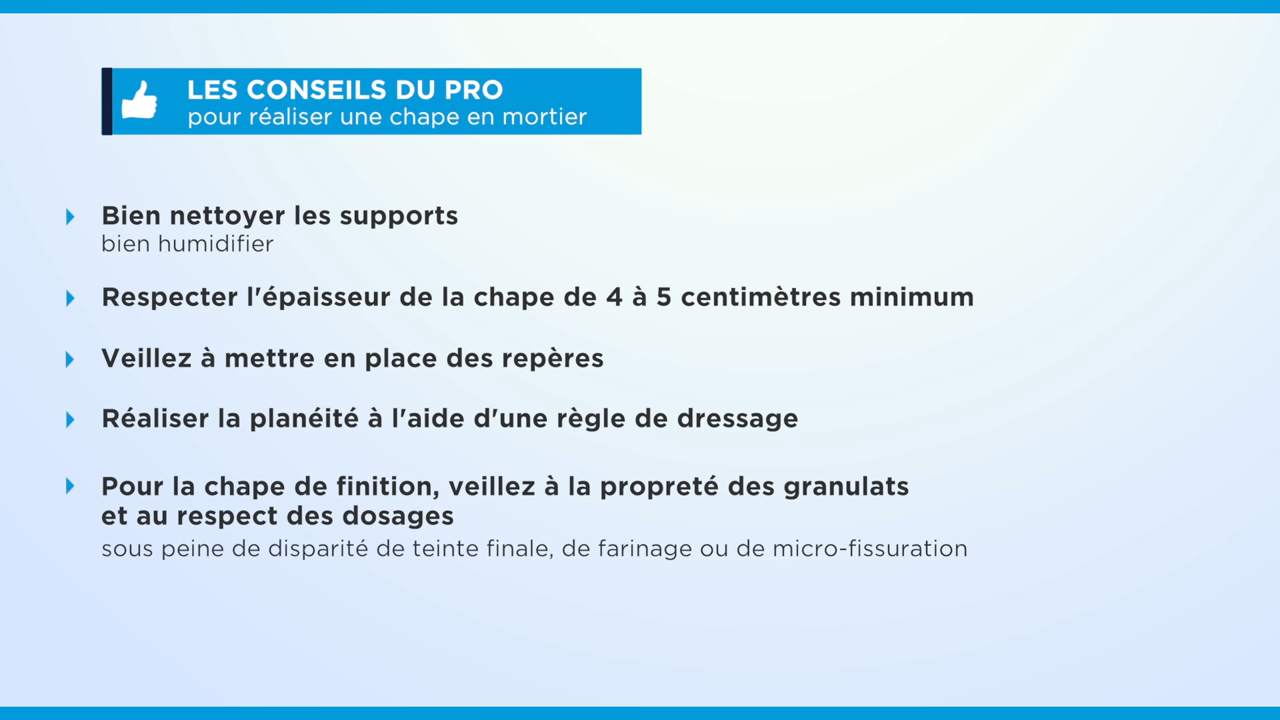 LES CONSEILS DU PRO
pour réaliser une chape en mortier
Bien nettoyer les supports
bien humidifier
Respecter l'épaisseur de la chape de 4 à 5 centimètres minimum
Veillez à mettre en place des repères
Réaliser la planéité à l'aide d'une règle de dressage
Pour la chape de finition, veillez à la propreté des granulats
et au respect des dosages
sous peine de disparité de teinte finale, de farinage ou de micro-fissuration